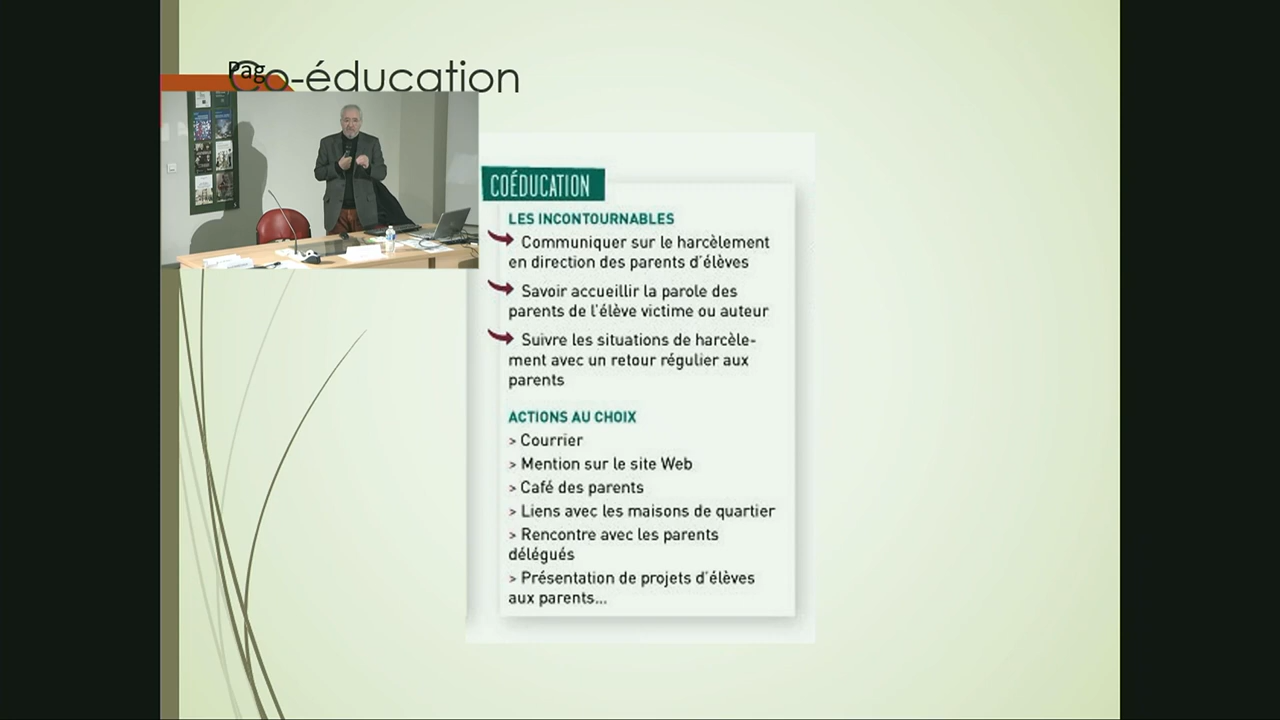 Pag
Co-éducation
COÉDUCATION
LES INCONTOURNABLES
Communiquer sur le harcèlement
en direction des parents d'élèves
Savoir accueillir la parole des
parents de l'élève victime ou auteur
Suivre les situations de harcèle-
ment avec un retour régulier aux
parents
ACTIONS AU CHOIX
> Courrier
> Mention sur le site Web
> Café des parents
> Liens avec les maisons de quartier
> Rencontre avec les parents
délégués
> Présentation de projets d'élèves
aux parents...